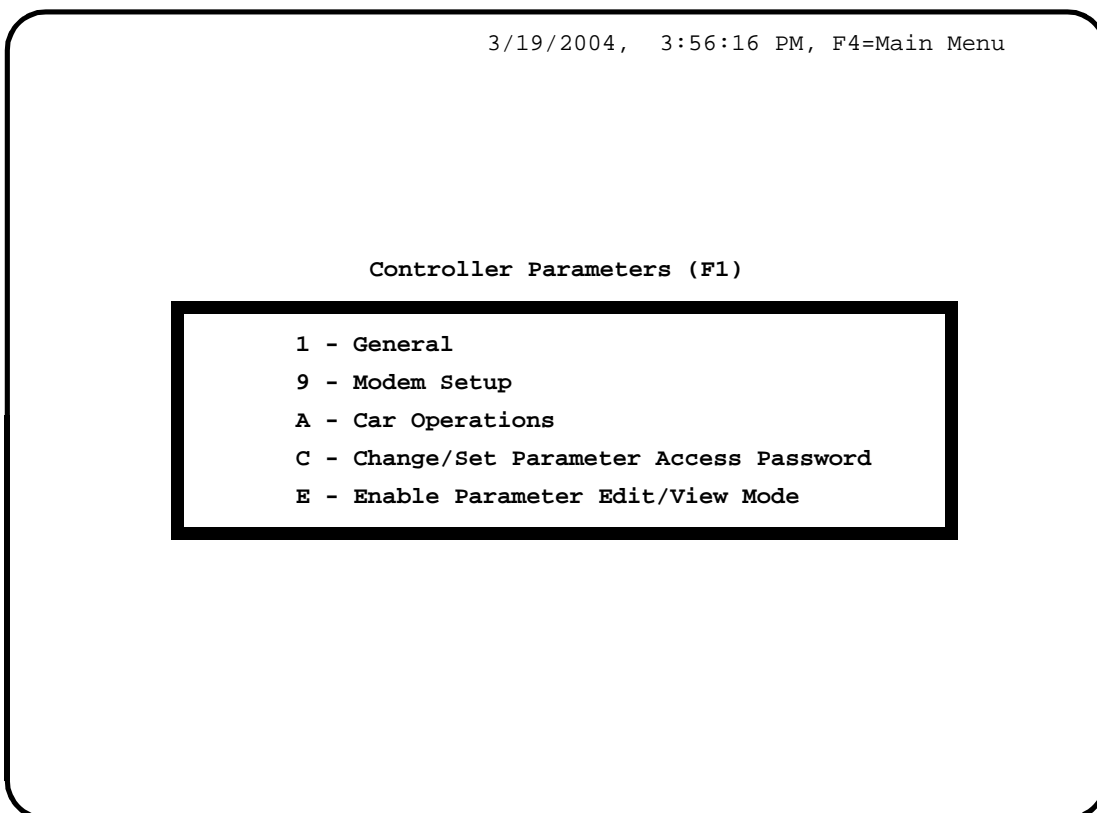 3/19/2004, 3:56:16 PM, F4=Main Menu
Controller Parameters (F1)
1 - General
9 - Modem Setup
A - Car Operations
C - Change/Set Parameter Access Password
E - Enable Parameter Edit/View Mode